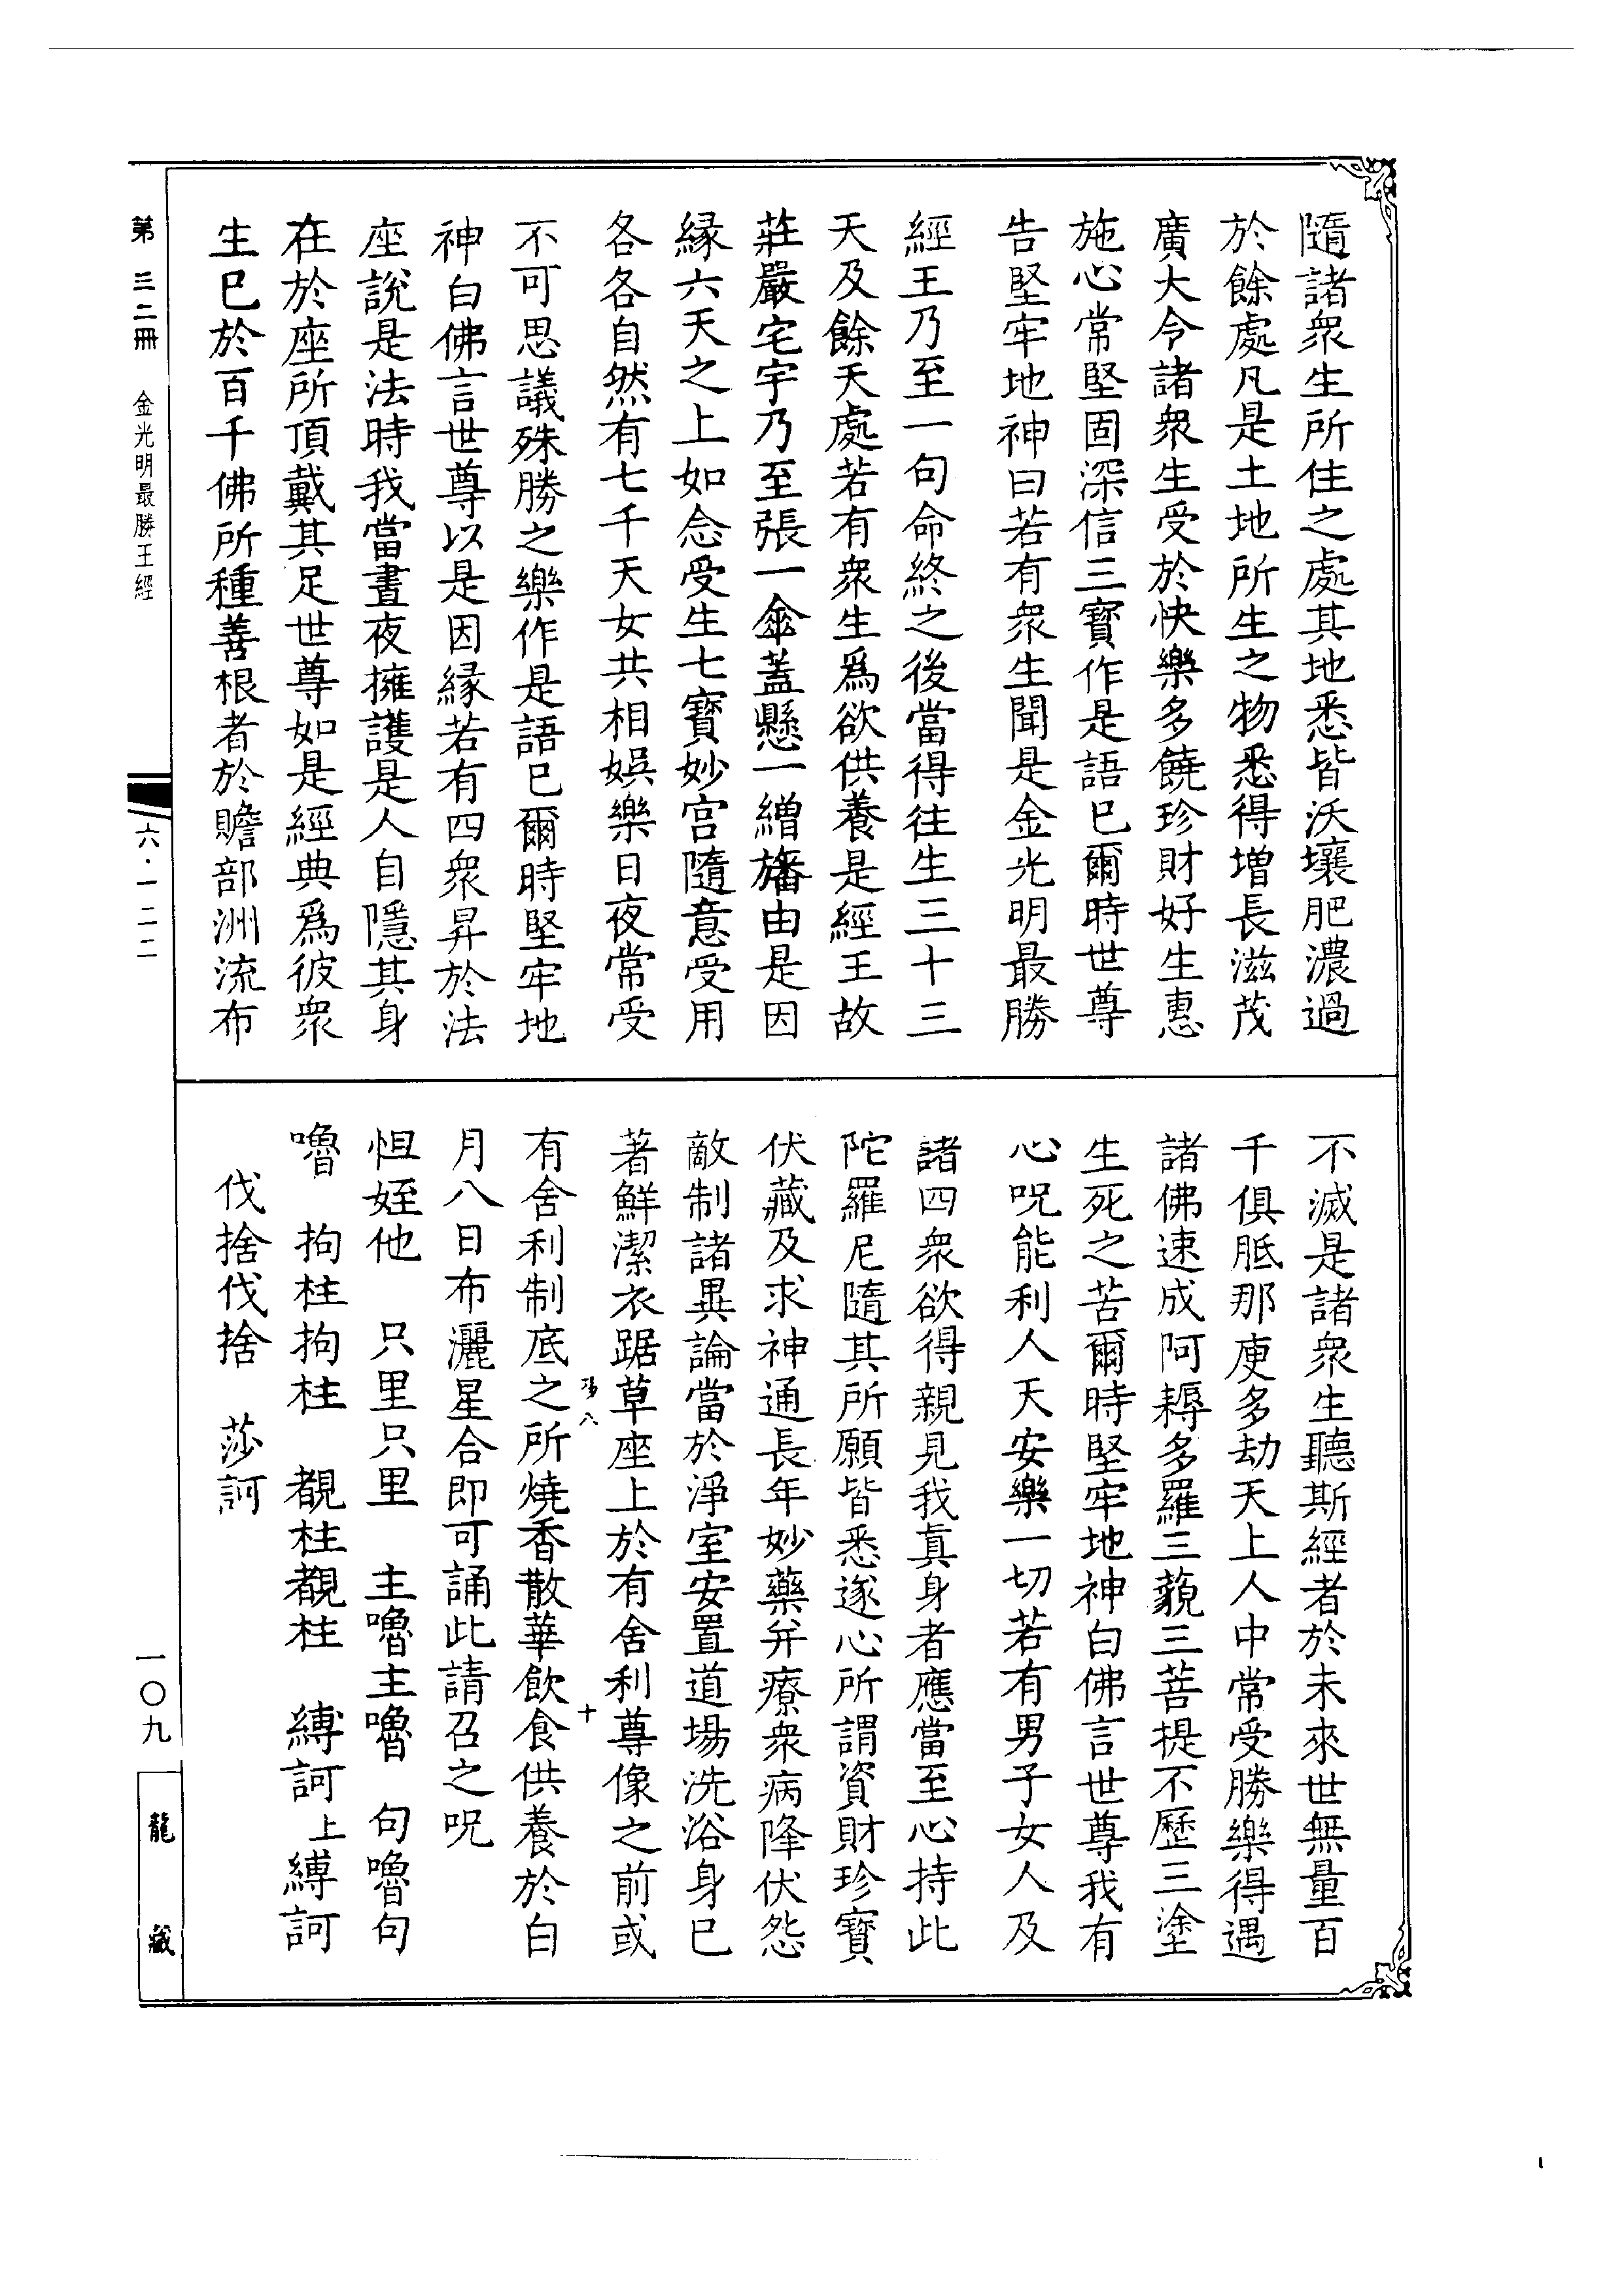 隨諸衆生所住之處其地悉皆沃壤肥濃過
於餘處凡是土地所生之物悉得增長滋茂
廣大令諸衆生受於快樂多饒珍財好生惠
施心常堅固深信三寶作是語已爾時世尊
告堅牢地神曰若有衆生聞是金光明最勝
經王乃至一句命終之後當得往生三十三
天及餘天處若有衆生爲欲供養是經王故
莊嚴宅宇乃至張一傘蓋懸一繒旛由是因
緣六天之上如念受生七寶妙宮隨意受用
各各自然有七千天女共相娛樂日夜常受
不可思議殊勝之樂作是語已爾時堅牢地
神白佛言世尊以是因緣若有四衆昇於法
座說是法時我當晝夜擁護是人自隱其身
在於座所頂戴其足世尊如是經典爲彼衆
生已於百千佛所種善根者於贍部洲流布
不滅是諸衆生聽斯經者於未來世無量百
千俱胝那庾多劫天上人中常受勝樂得遇
諸佛速成阿耨多羅三藐三菩提不歷三塗
生死之苦爾時堅牢地神白佛言世尊我有
心呪能利人天安樂一切若有男子女人及
諸四衆欲得親見我眞身者應當至心持此
陀羅尼隨其所願皆悉遂心所謂資財珍寶
伏藏及求神通長年妙藥并療衆病降伏怨
敵制諸異論當於淨室安置道場洗浴身已
著鮮潔衣踞草座上於有舍利尊像之前或
十
有舍利制底之所燒香散華飲食供養於白
月八日布灑星合即可誦此請召之呪
怛姪他　只里只里　主嚕主嚕　句嚕句
嚕　拘柱拘柱　覩柱覩柱　縛訶上縛訶
伐捨伐捨　莎訶
第三二冊　金光明最勝王經
六·一二二
一〇九
龍藏